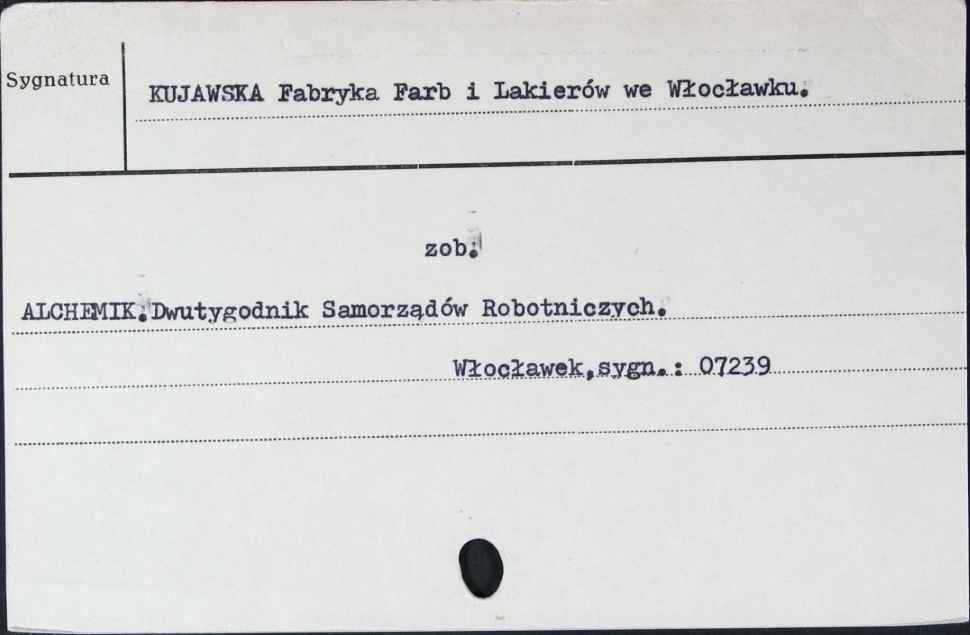 Sygnatura
KUJAWSKA Fabryka Farb i Lakierów we Włocławku.
zob.
ALCHEMIK.Dwutygodnik Samorządów Robotniczych.
Włocławek,sygn.: 07239